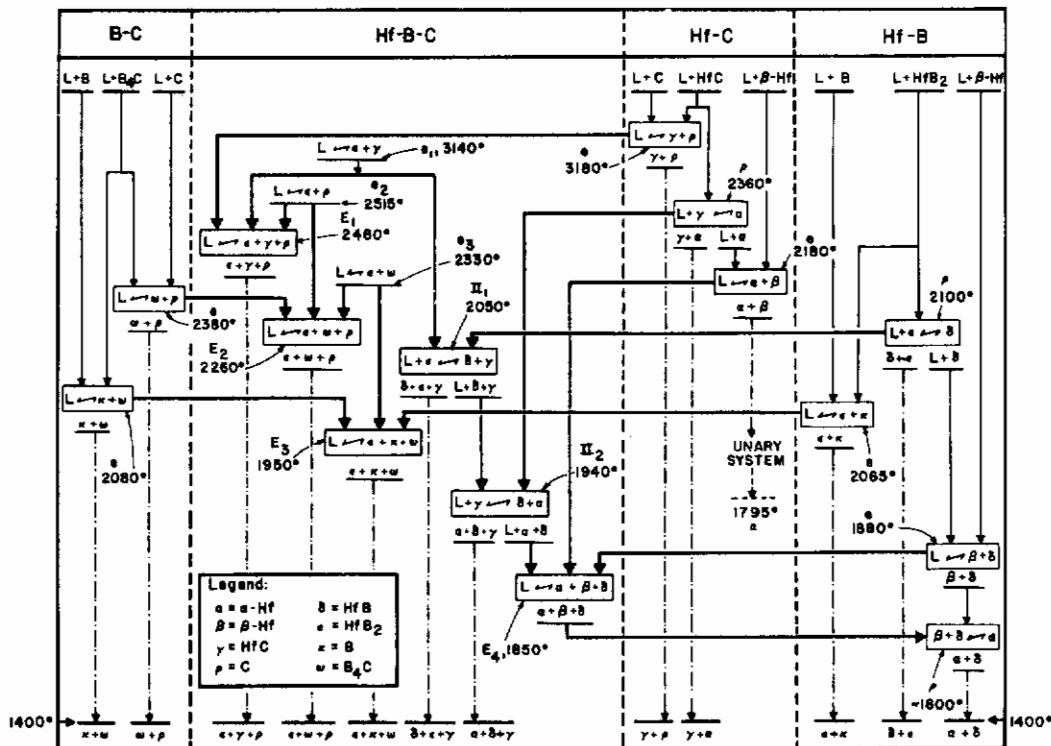 B-C Hf-B-C Hf-C Hf-B
L+B L+B₄C L+C L+C L+HfC L+β-Hf L+B L+HfB₂ L+β-Hf
L ⟷ γ+ρ
e
3180°
γ+ρ
L ⟷ ε+γ
e₁, 3140°
e₂
2515°
L ⟷ ε+ρ
ρ
2360°
L+γ ⟷ α
γ+α L+α
E₁
2460°
L ⟷ ε+γ+ρ
ε+γ+ρ
e₃
2330°
L ⟷ ε+ω
e
2180°
L ⟷ α+β
α+β
L ⟷ ω+ρ
ω+ρ
e
2380°
L ⟷ ε+ω+ρ
E₂
2260°
ε+ω+ρ
II₁
2050°
L+ε ⟷ δ+γ
δ+ε+γ L+δ+γ
ρ
2100°
L+ε ⟷ δ
δ+ε L+δ
L ⟷ κ+ω
κ+ω
e
2080°
L ⟷ ε+κ+ω
E₃
1950°
ε+κ+ω
L ⟷ ε+κ
ε+κ
e
2065°
UNARY
SYSTEM
1795°
α
II₂
1940°
L+γ ⟷ δ+α
α+δ+γ L+α+δ
e
1880°
L ⟷ β+δ
β+δ
L ⟷ α+β+δ
α+β+δ
E₄, 1850°
β+δ ⟷ α
α+δ
ρ
~1800°
Legend:
α = α-Hf δ = HfB
β = β-Hf ε = HfB₂
γ = HfC κ = B
ρ = C ω = B₄C
1400° 1400°
κ+ω ω+ρ ε+γ+ρ ε+ω+ρ ε+κ+ω δ+ε+γ α+δ+γ γ+ρ γ+α ε+κ δ+ε α+δ